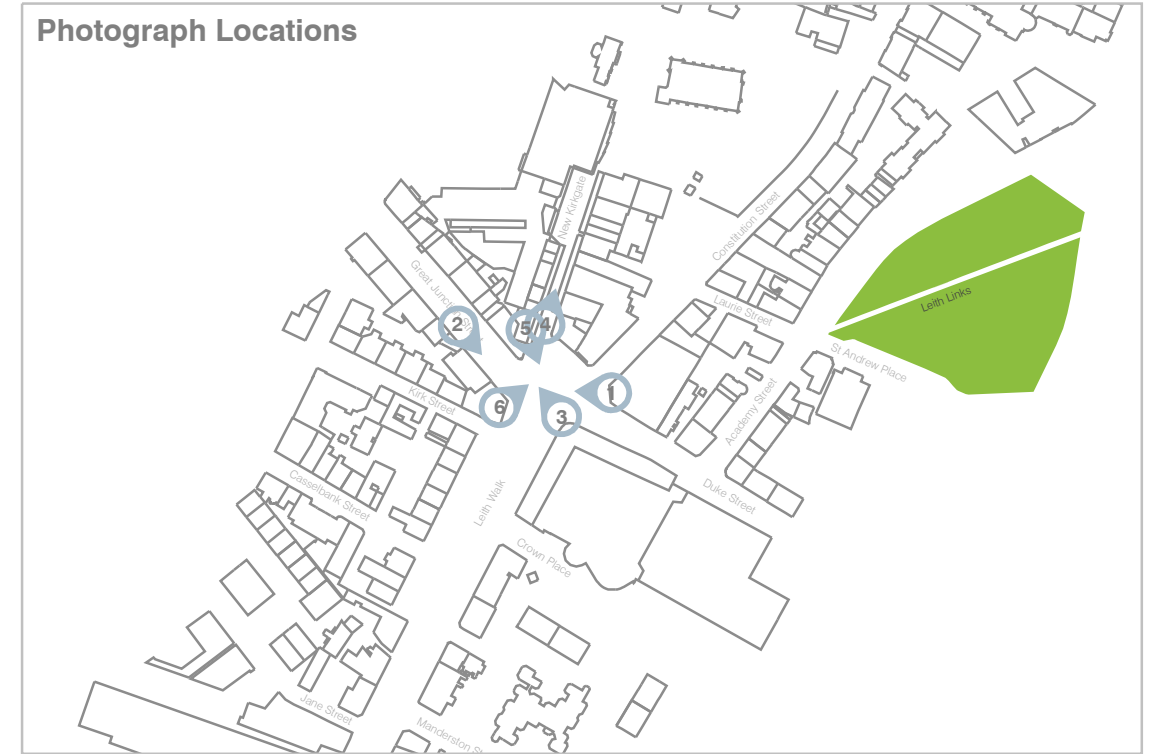 Photograph Locations
New Kirkgate
Constitution Street
Great Junction Street
Laurie Street
Leith Links
St Andrew Place
2
5
4
1
6
3
Kirk Street
Academy Street
Casselbank Street
Leith Walk
Duke Street
Crown Place
Jane Street
Manderston St